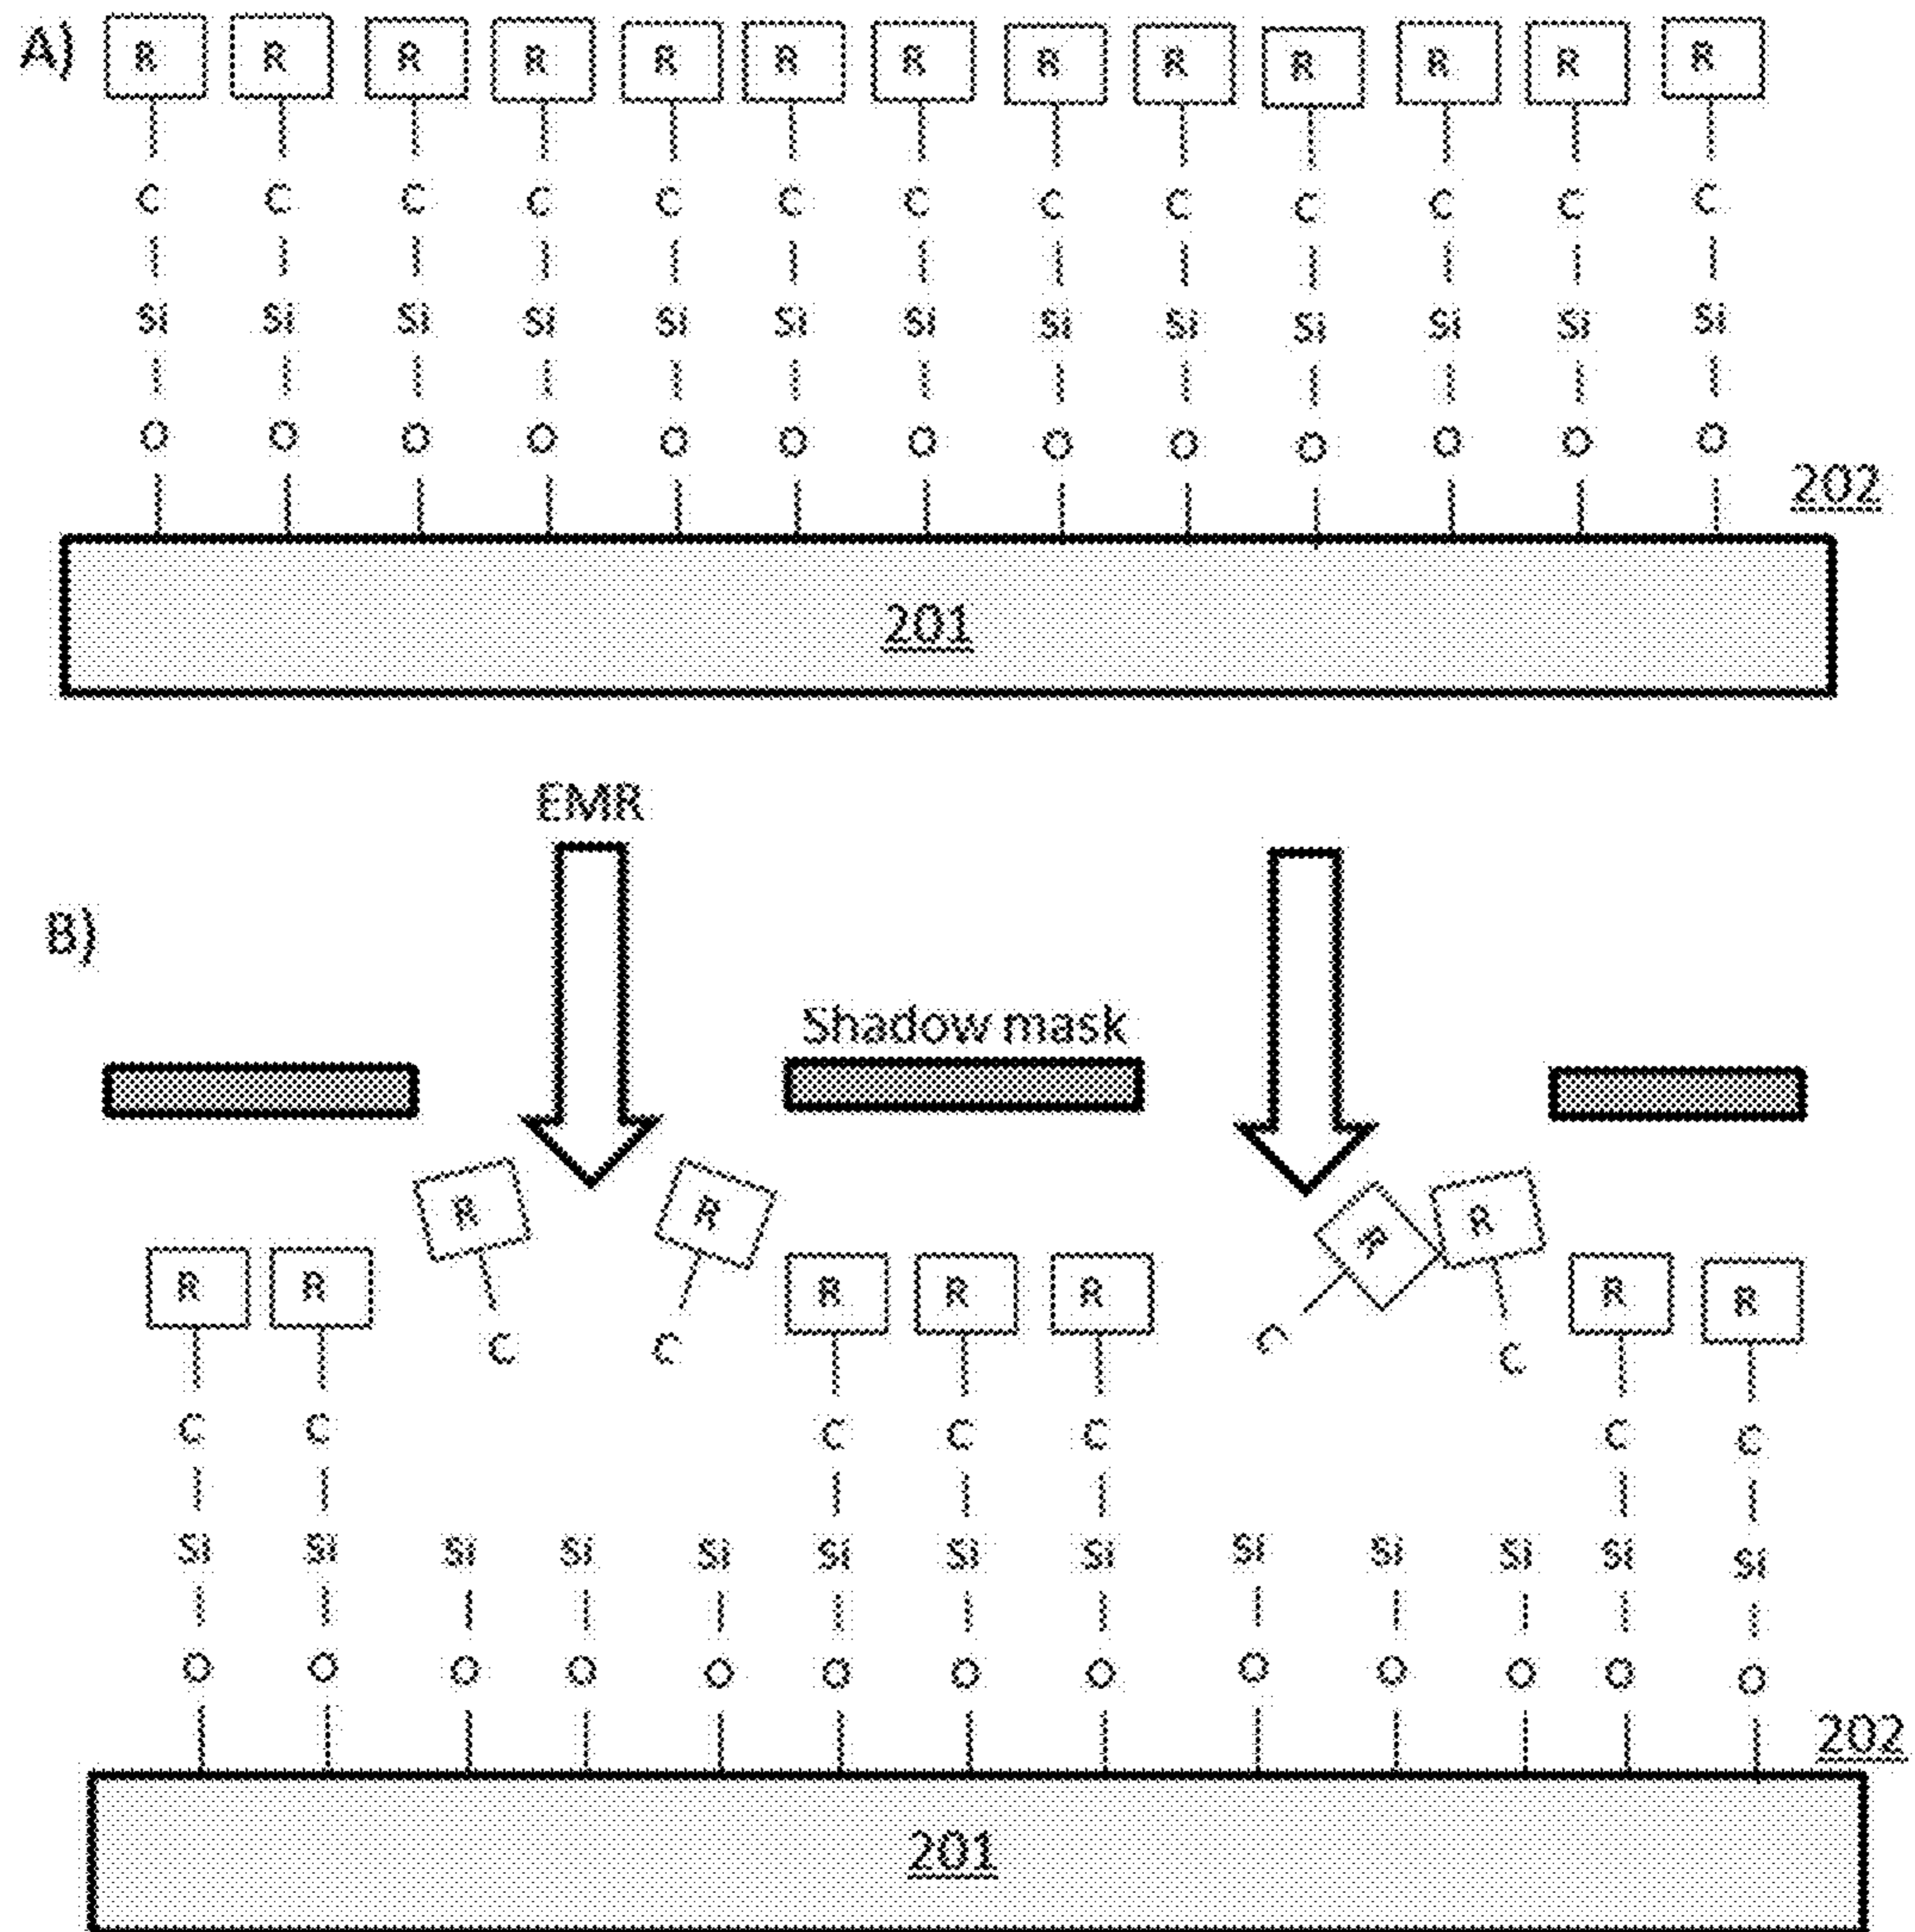 A) R R R R R R R R R R R R R
C C C C C C C C C C C C C
Si Si Si Si Si Si Si Si Si Si Si Si Si
O O O O O O O O O O O O O
202
201
EMR
B)
Shadow mask
R R R R
R R R R R R R
C C C C
C C C C C C C
Si Si Si Si Si Si Si Si Si Si Si Si Si
O O O O O O O O O O O O O
202
201